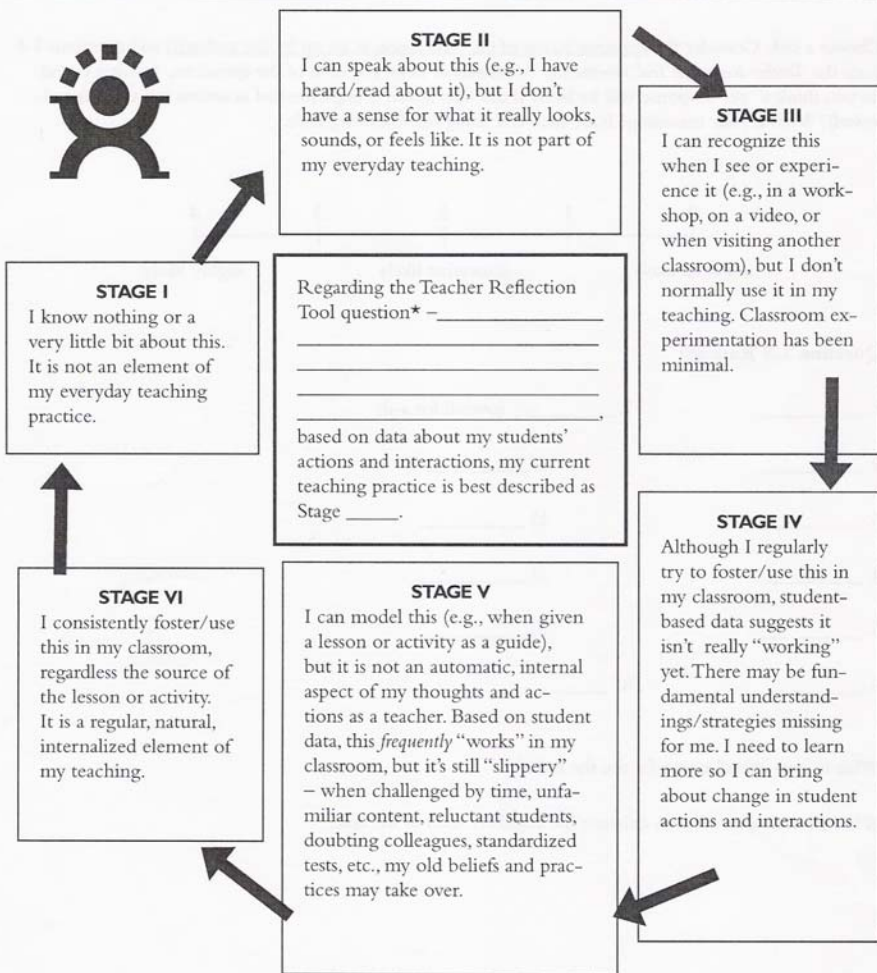 STAGE I
I know nothing or a
very little bit about this.
It is not an element of
my everyday teaching
practice.
STAGE II
I can speak about this (e.g., I have
heard/read about it), but I don't
have a sense for what it really looks,
sounds, or feels like. It is not part of
my everyday teaching.
STAGE III
I can recognize this
when I see or experi-
ence it (e.g., in a work-
shop, on a video, or
when visiting another
classroom), but I don't
normally use it in my
teaching. Classroom ex-
perimentation has been
minimal.
STAGE IV
Although I regularly
try to foster/use this in
my classroom, student-
based data suggests it
isn't really "working"
yet. There may be fun-
damental understand-
ings/strategies missing
for me. I need to learn
more so I can bring
about change in student
actions and interactions.
STAGE V
I can model this (e.g., when given
a lesson or activity as a guide),
but it is not an automatic, internal
aspect of my thoughts and ac-
tions as a teacher. Based on student
data, this frequently "works" in my
classroom, but it's still "slippery"
– when challenged by time, unfa-
miliar content, reluctant students,
doubting colleagues, standardized
tests, etc., my old beliefs and prac-
tices may take over.
STAGE VI
I consistently foster/use
this in my classroom,
regardless the source of
the lesson or activity.
It is a regular, natural,
internalized element of
my teaching.
Regarding the Teacher Reflection
Tool question★ –_______________
______________________________
______________________________
______________________________
______________________________,
based on data about my students'
actions and interactions, my current
teaching practice is best described as
Stage _____.